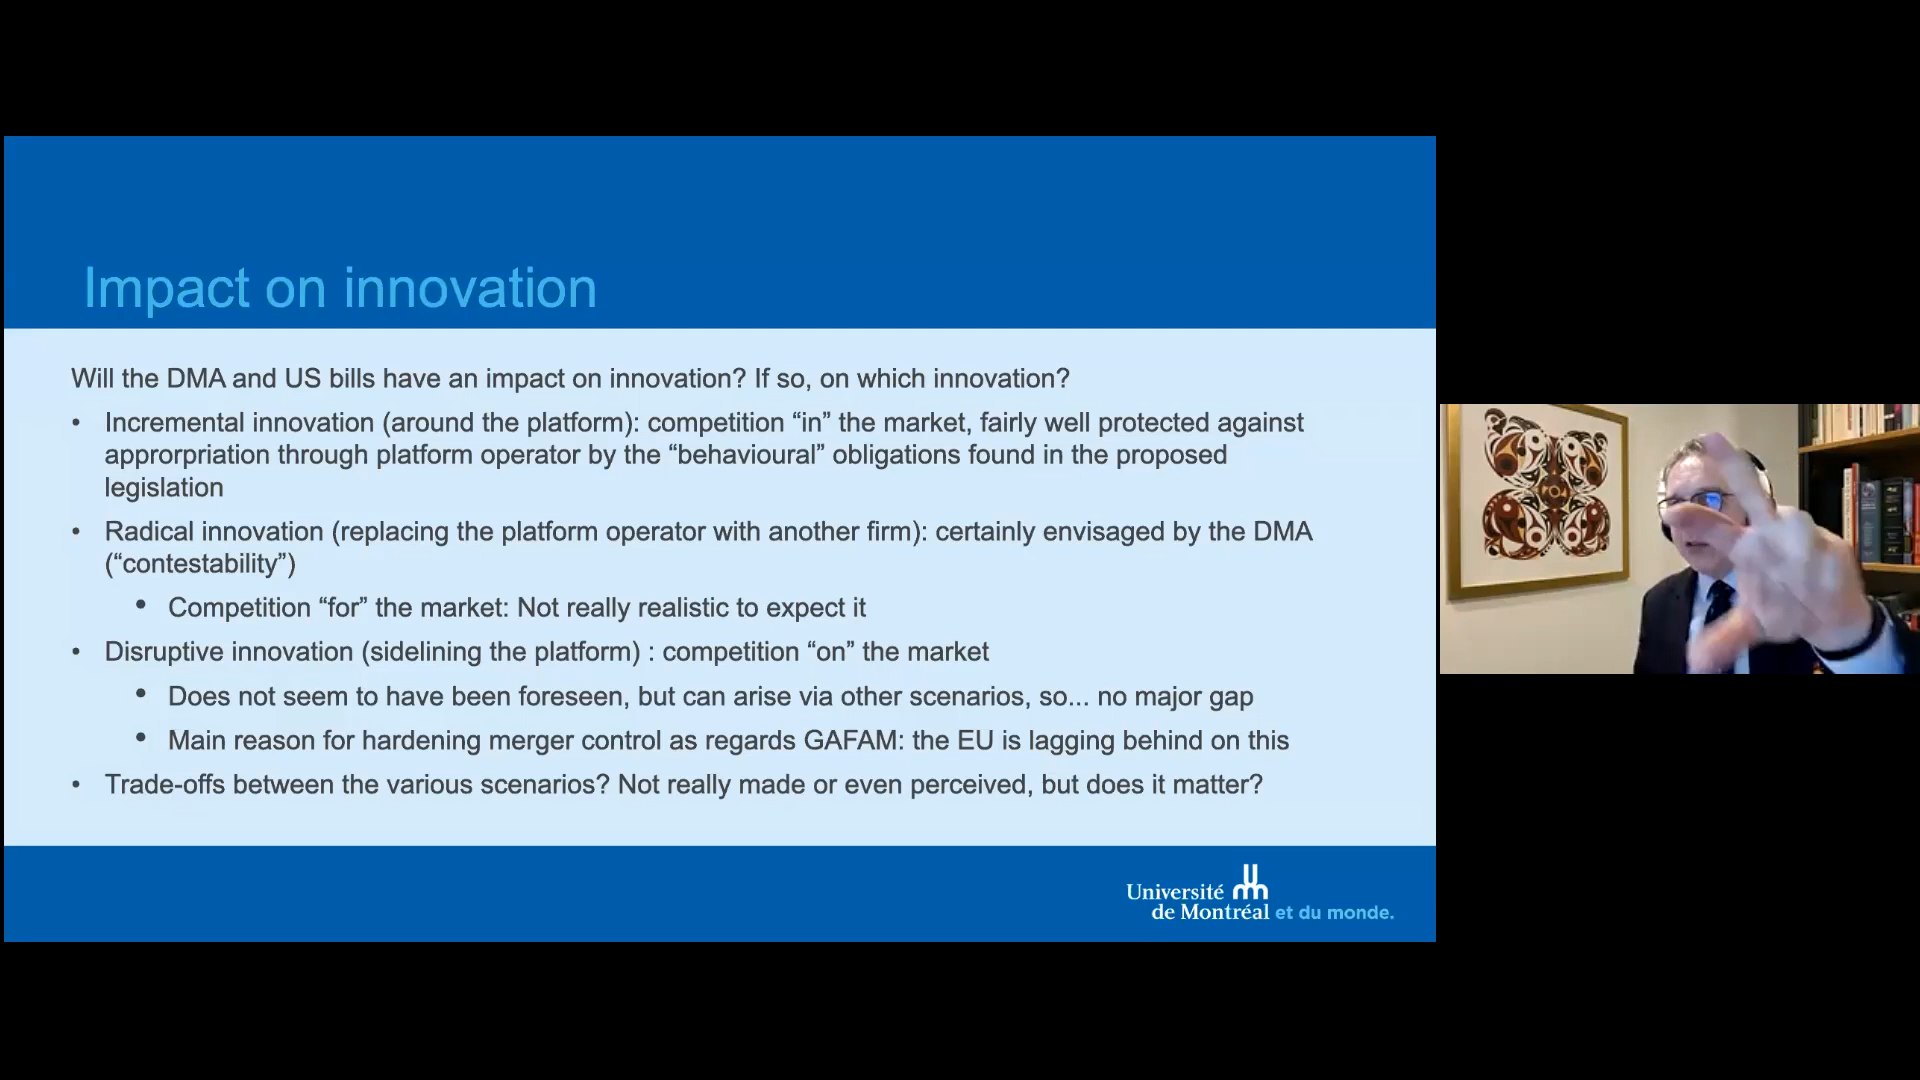 Impact on innovation
Will the DMA and US bills have an impact on innovation? If so, on which innovation?
• Incremental innovation (around the platform): competition “in” the market, fairly well protected against
approrpriation through platform operator by the “behavioural” obligations found in the proposed
legislation
• Radical innovation (replacing the platform operator with another firm): certainly envisaged by the DMA
(“contestability”)
• Competition “for” the market: Not really realistic to expect it
• Disruptive innovation (sidelining the platform) : competition “on” the market
• Does not seem to have been foreseen, but can arise via other scenarios, so... no major gap
• Main reason for hardening merger control as regards GAFAM: the EU is lagging behind on this
• Trade-offs between the various scenarios? Not really made or even perceived, but does it matter?
Université
de Montréal et du monde.